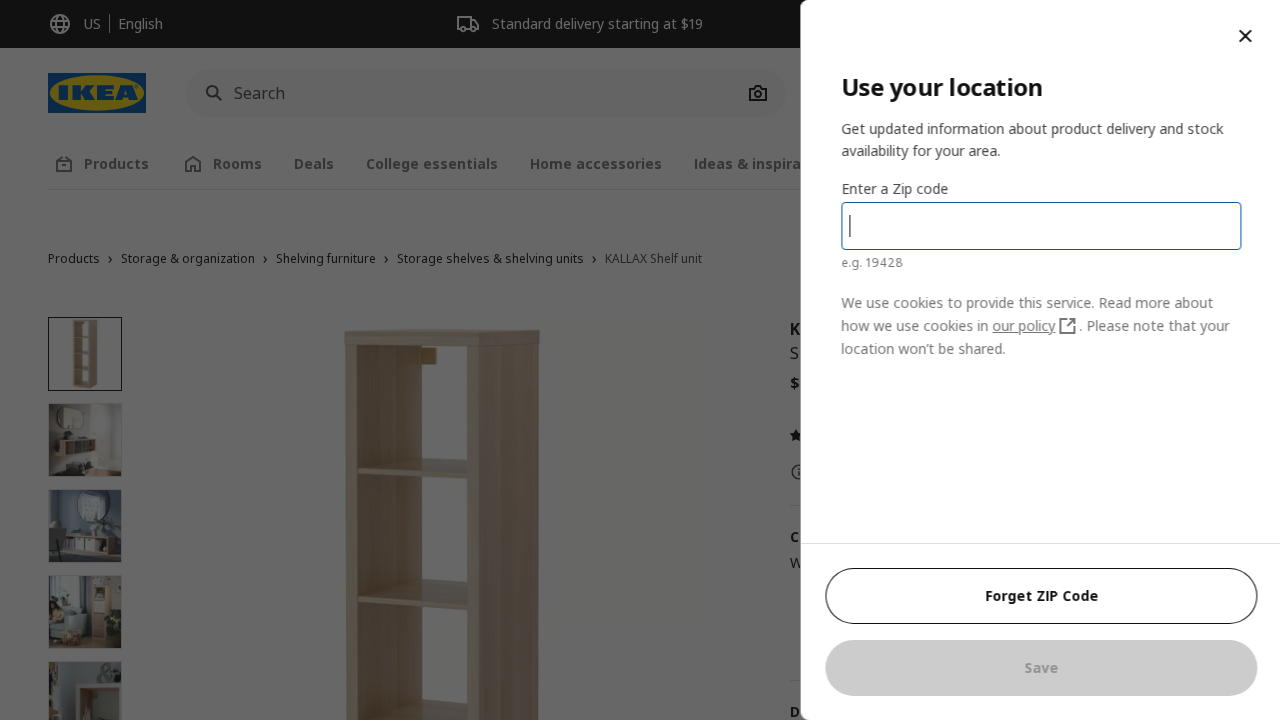 US
English
Standard delivery starting at $19
IKEA
Search
Products
Rooms
Deals
College essentials
Home accessories
Ideas & inspira
Products › Storage & organization › Shelving furniture › Storage shelves & shelving units › KALLAX Shelf unit
K
S
$
C
W
D
Use your location
Get updated information about product delivery and stock
availability for your area.
Enter a Zip code
e.g. 19428
We use cookies to provide this service. Read more about
how we use cookies in our policy . Please note that your
location won’t be shared.
Forget ZIP Code
Save